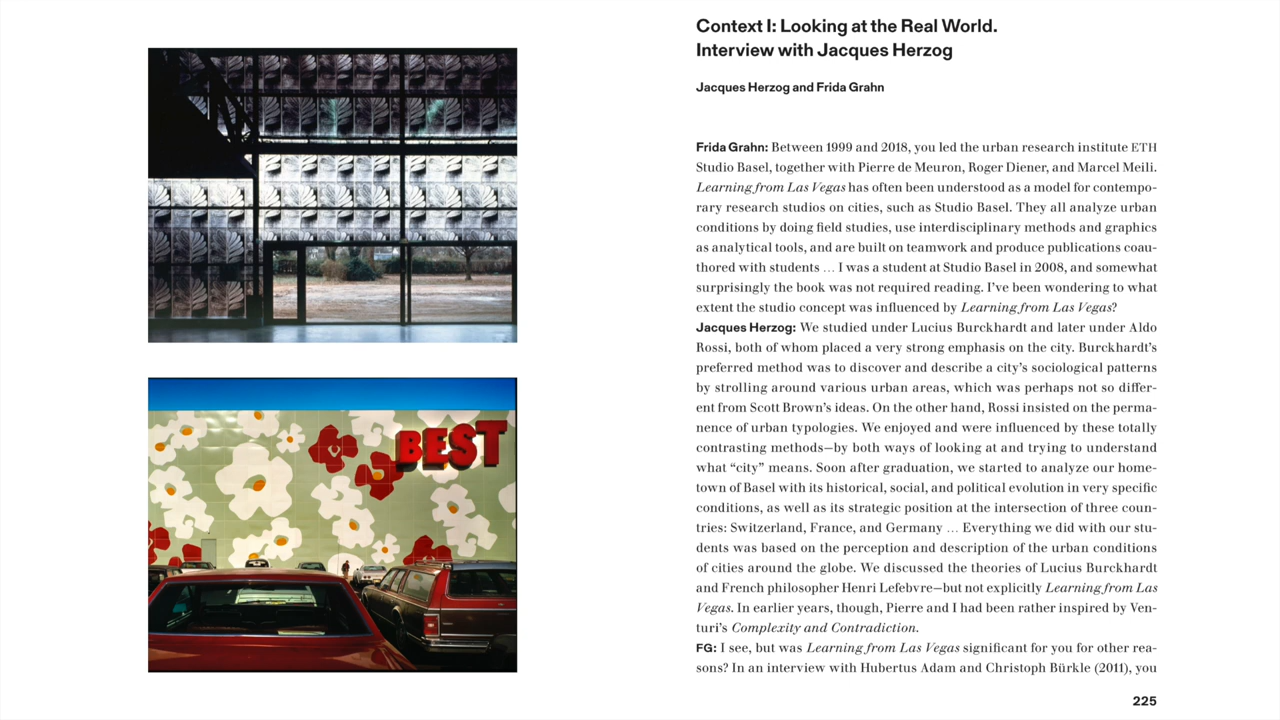 BEST
Context I: Looking at the Real World.
Interview with Jacques Herzog
Jacques Herzog and Frida Grahn
Frida Grahn: Between 1999 and 2018, you led the urban research institute ETH
Studio Basel, together with Pierre de Meuron, Roger Diener, and Marcel Meili.
Learning from Las Vegas has often been understood as a model for contempo-
rary research studios on cities, such as Studio Basel. They all analyze urban
conditions by doing field studies, use interdisciplinary methods and graphics
as analytical tools, and are built on teamwork and produce publications coau-
thored with students … I was a student at Studio Basel in 2008, and somewhat
surprisingly the book was not required reading. I’ve been wondering to what
extent the studio concept was influenced by Learning from Las Vegas?
Jacques Herzog: We studied under Lucius Burckhardt and later under Aldo
Rossi, both of whom placed a very strong emphasis on the city. Burckhardt’s
preferred method was to discover and describe a city’s sociological patterns
by strolling around various urban areas, which was perhaps not so differ-
ent from Scott Brown’s ideas. On the other hand, Rossi insisted on the perma-
nence of urban typologies. We enjoyed and were influenced by these totally
contrasting methods—by both ways of looking at and trying to understand
what “city” means. Soon after graduation, we started to analyze our home-
town of Basel with its historical, social, and political evolution in very specific
conditions, as well as its strategic position at the intersection of three coun-
tries: Switzerland, France, and Germany … Everything we did with our stu-
dents was based on the perception and description of the urban conditions
of cities around the globe. We discussed the theories of Lucius Burckhardt
and French philosopher Henri Lefebvre—but not explicitly Learning from Las
Vegas. In earlier years, though, Pierre and I had been rather inspired by Ven-
turi’s Complexity and Contradiction.
FG: I see, but was Learning from Las Vegas significant for you for other rea-
sons? In an interview with Hubertus Adam and Christoph Bürkle (2011), you
225